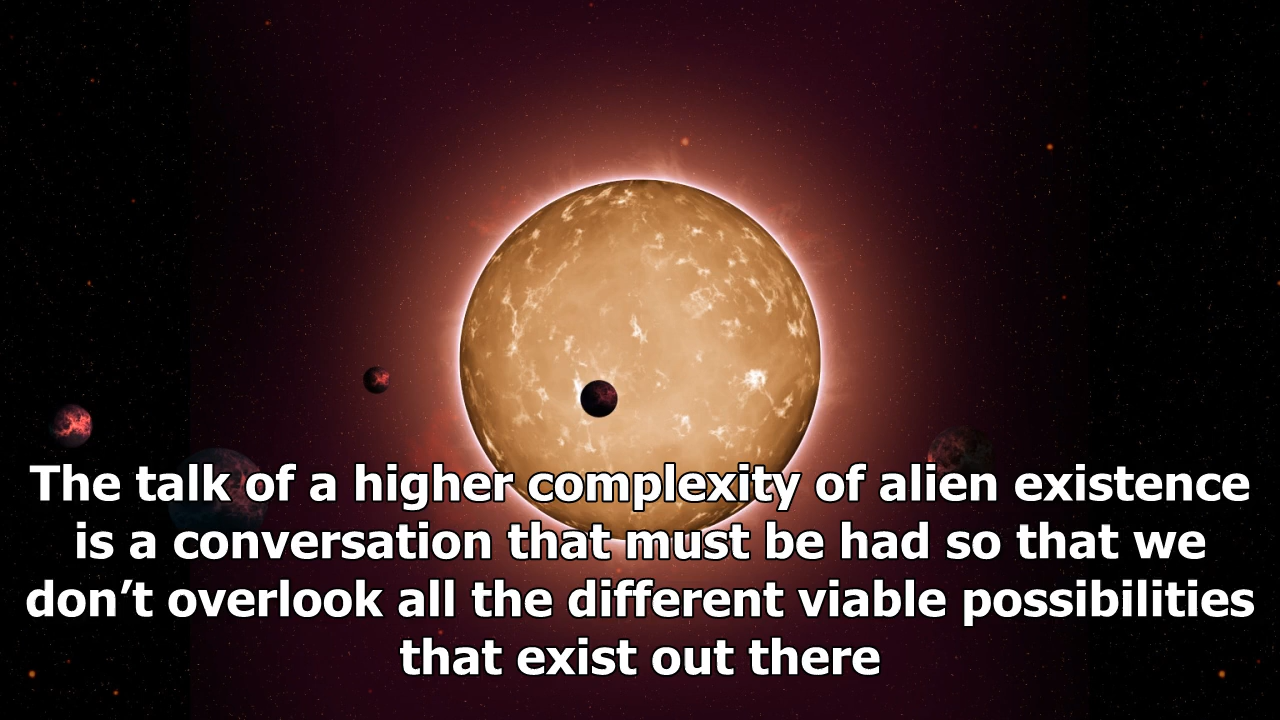 The talk of a higher complexity of alien existence
is a conversation that must be had so that we
don’t overlook all the different viable possibilities
that exist out there